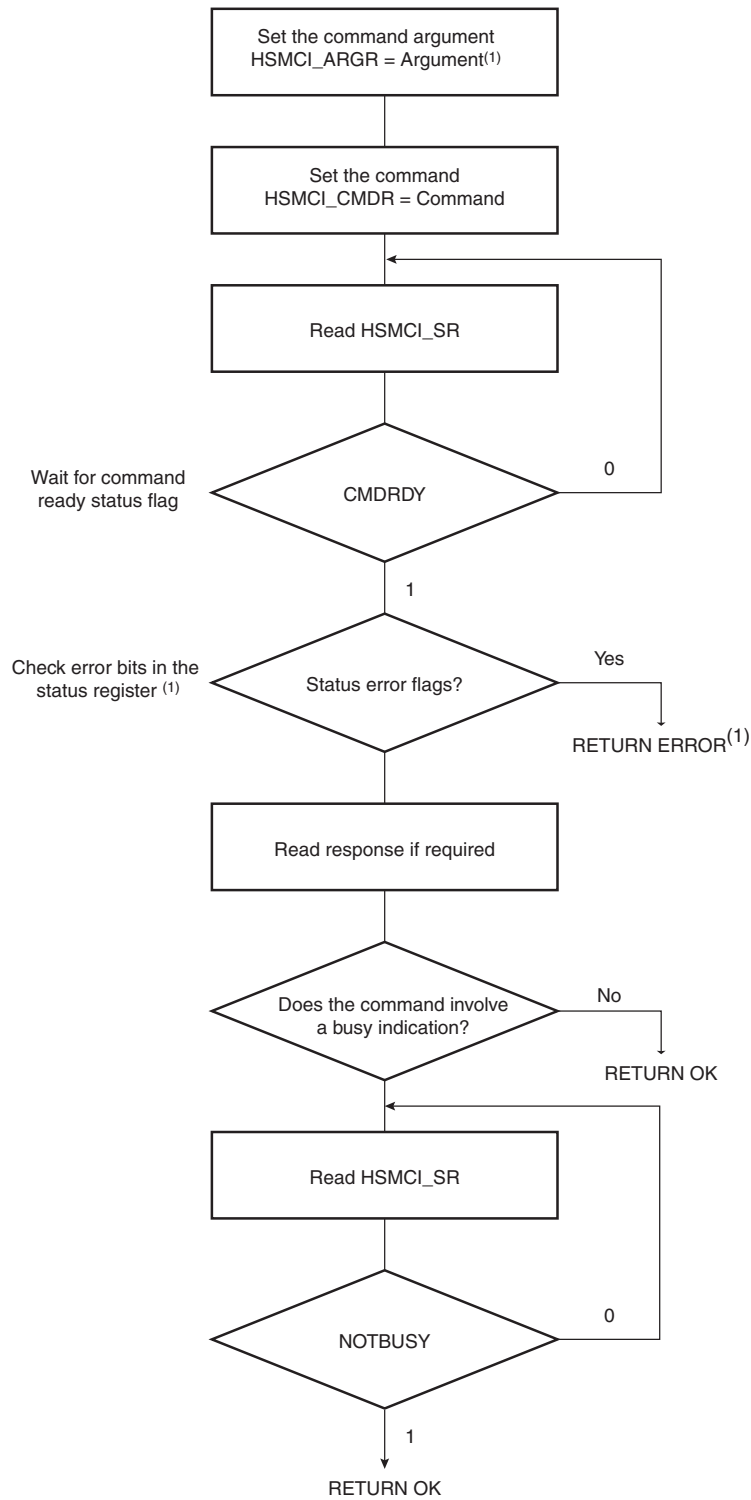 Set the command argument
HSMCI_ARGR = Argument(1)
Set the command
HSMCI_CMDR = Command
Read HSMCI_SR
Wait for command
ready status flag
CMDRDY
0
1
Check error bits in the
status register (1)
Status error flags?
Yes
RETURN ERROR(1)
Read response if required
Does the command involve
a busy indication?
No
RETURN OK
Read HSMCI_SR
NOTBUSY
0
1
RETURN OK